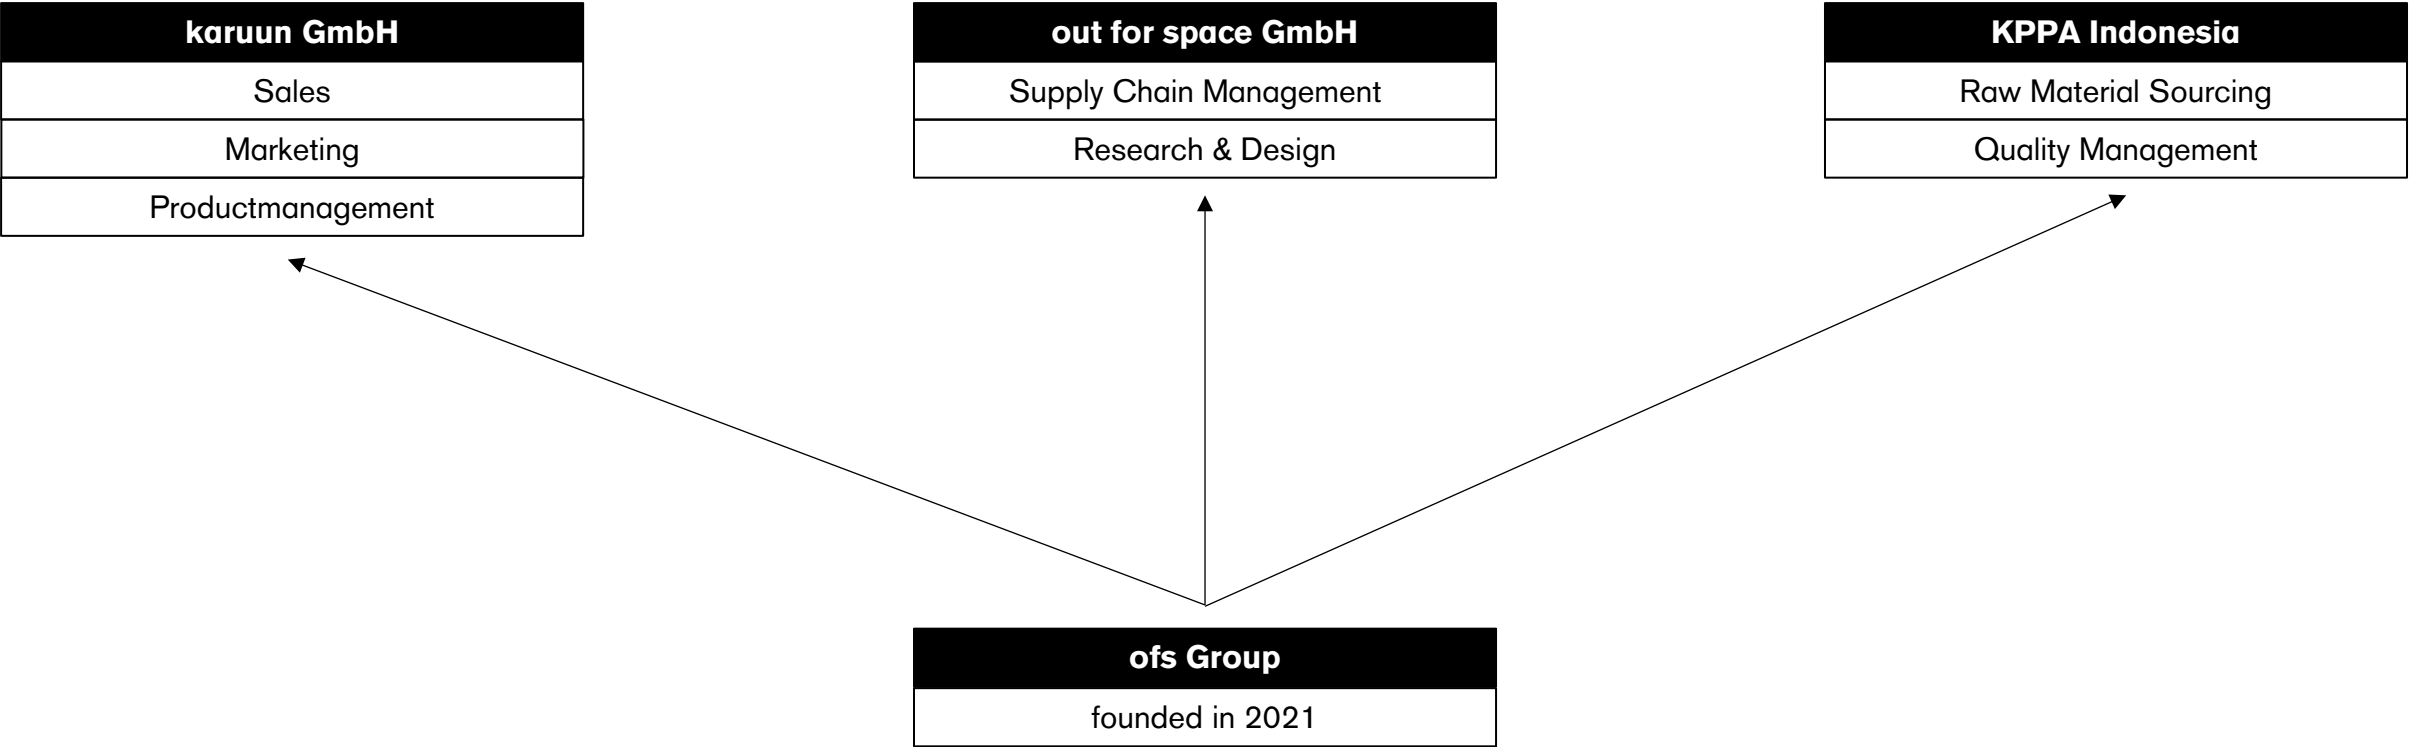 karuun GmbH
Sales
Marketing
Productmanagement
out for space GmbH
Supply Chain Management
Research & Design
KPPA Indonesia
Raw Material Sourcing
Quality Management
ofs Group
founded in 2021